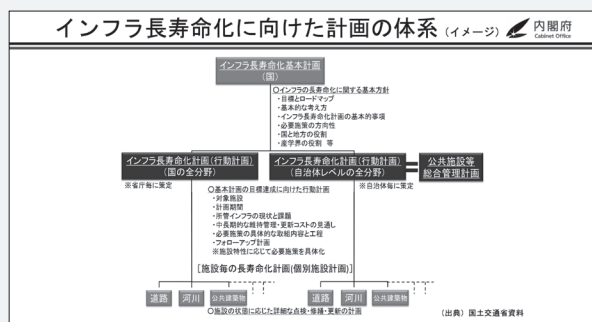 インフラ長寿命化に向けた計画の体系(イメージ)
内閣府
Cabinet Office
インフラ長寿命化基本計画
(国)
○インフラの長寿命化に関する基本方針
・目標とロードマップ
・基本的な考え方
・インフラ長寿命化計画の基本的事項
・必要施策の方向性
・国と地方の役割
・産学界の役割 等
インフラ長寿命化計画(行動計画)
(国の全分野)
インフラ長寿命化計画(行動計画)
(自治体レベルの全分野)
公共施設等
総合管理計画
※省庁毎に策定
※自治体毎に策定
○基本計画の目標達成に向けた行動計画
・対象施設
・計画期間
・所管インフラの現状と課題
・中長期的な維持管理・更新コストの見通し
・必要施策の具体的な取組内容と工程
・フォローアップ計画
※施設特性に応じて必要施策を具体化
[施設毎の長寿命化計画(個別施設計画)]
道路 河川 公共建築物
道路 河川 公共建築物
○施設の状態に応じた詳細な点検・修繕・更新の計画
(出典) 国土交通省資料